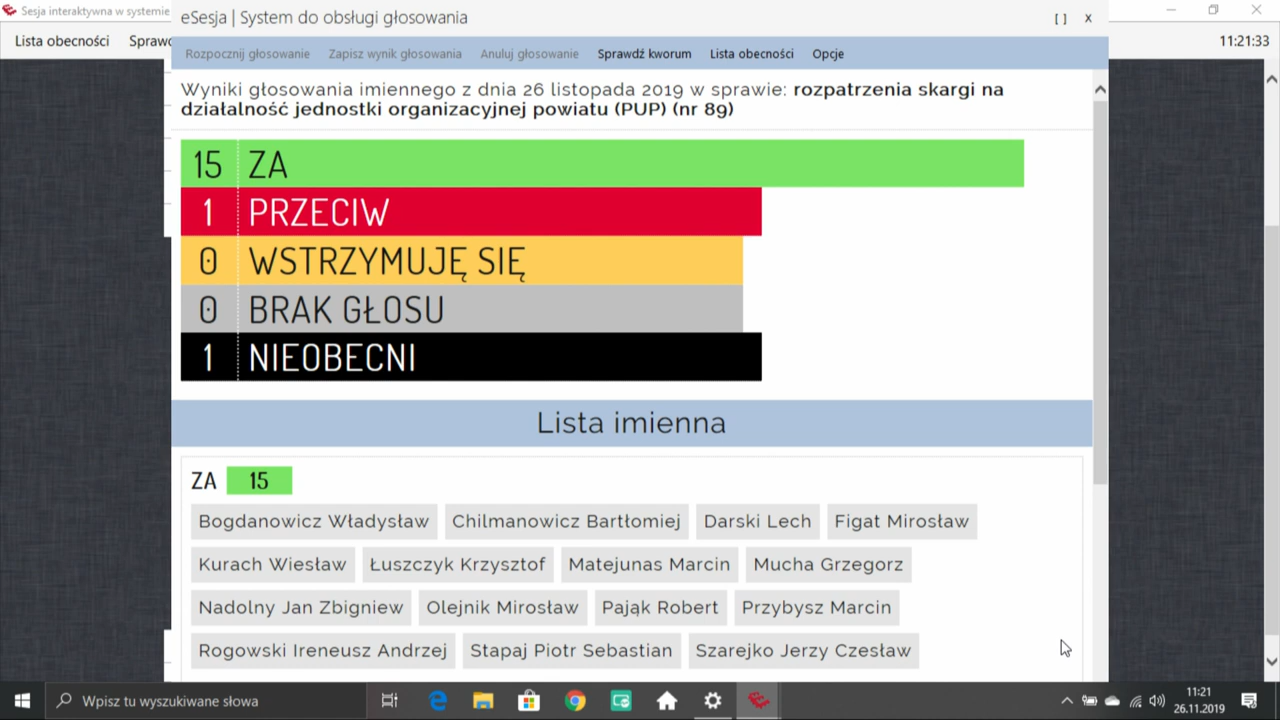 Sesja interaktywna w systemie
eSesja | System do obsługi głosowania
[ ] x
Lista obecności Sprawd
11:21:33
Rozpocznij głosowanie Zapisz wynik głosowania Anuluj głosowanie Sprawdź kworum Lista obecności Opcje
Wyniki głosowania imiennego z dnia 26 listopada 2019 w sprawie: rozpatrzenia skargi na
działalność jednostki organizacyjnej powiatu (PUP) (nr 89)
15 ZA
1 PRZECIW
0 WSTRZYMUJĘ SIĘ
0 BRAK GŁOSU
1 NIEOBECNI
Lista imienna
ZA 15
Bogdanowicz Władysław Chilmanowicz Bartłomiej Darski Lech Figat Mirosław
Kurach Wiesław Łuszczyk Krzysztof Matejunas Marcin Mucha Grzegorz
Nadolny Jan Zbigniew Olejnik Mirosław Pająk Robert Przybysz Marcin
Rogowski Ireneusz Andrzej Stapaj Piotr Sebastian Szarejko Jerzy Czesław
Wpisz tu wyszukiwane słowa
11:21
26.11.2019